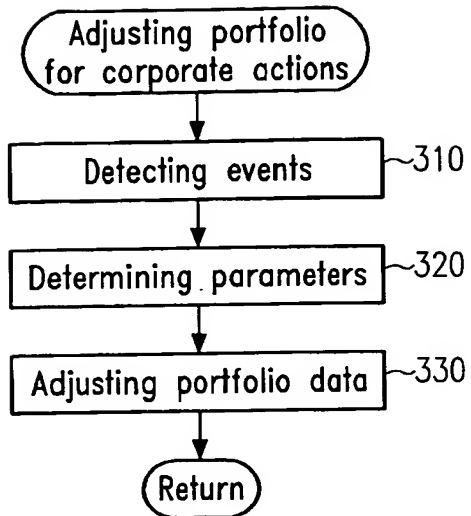 Adjusting portfolio
for corporate actions
Detecting events
310
Determining parameters
320
Adjusting portfolio data
330
Return